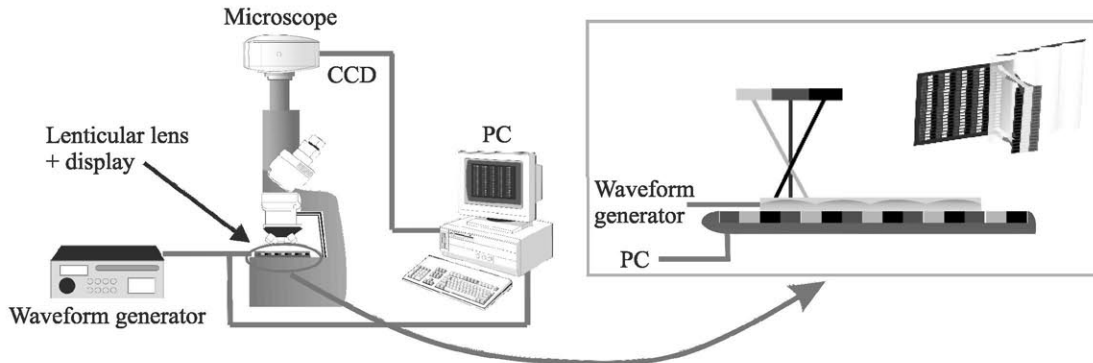 Microscope
CCD
Lenticular lens
+ display
PC
Waveform generator
Waveform
generator
PC